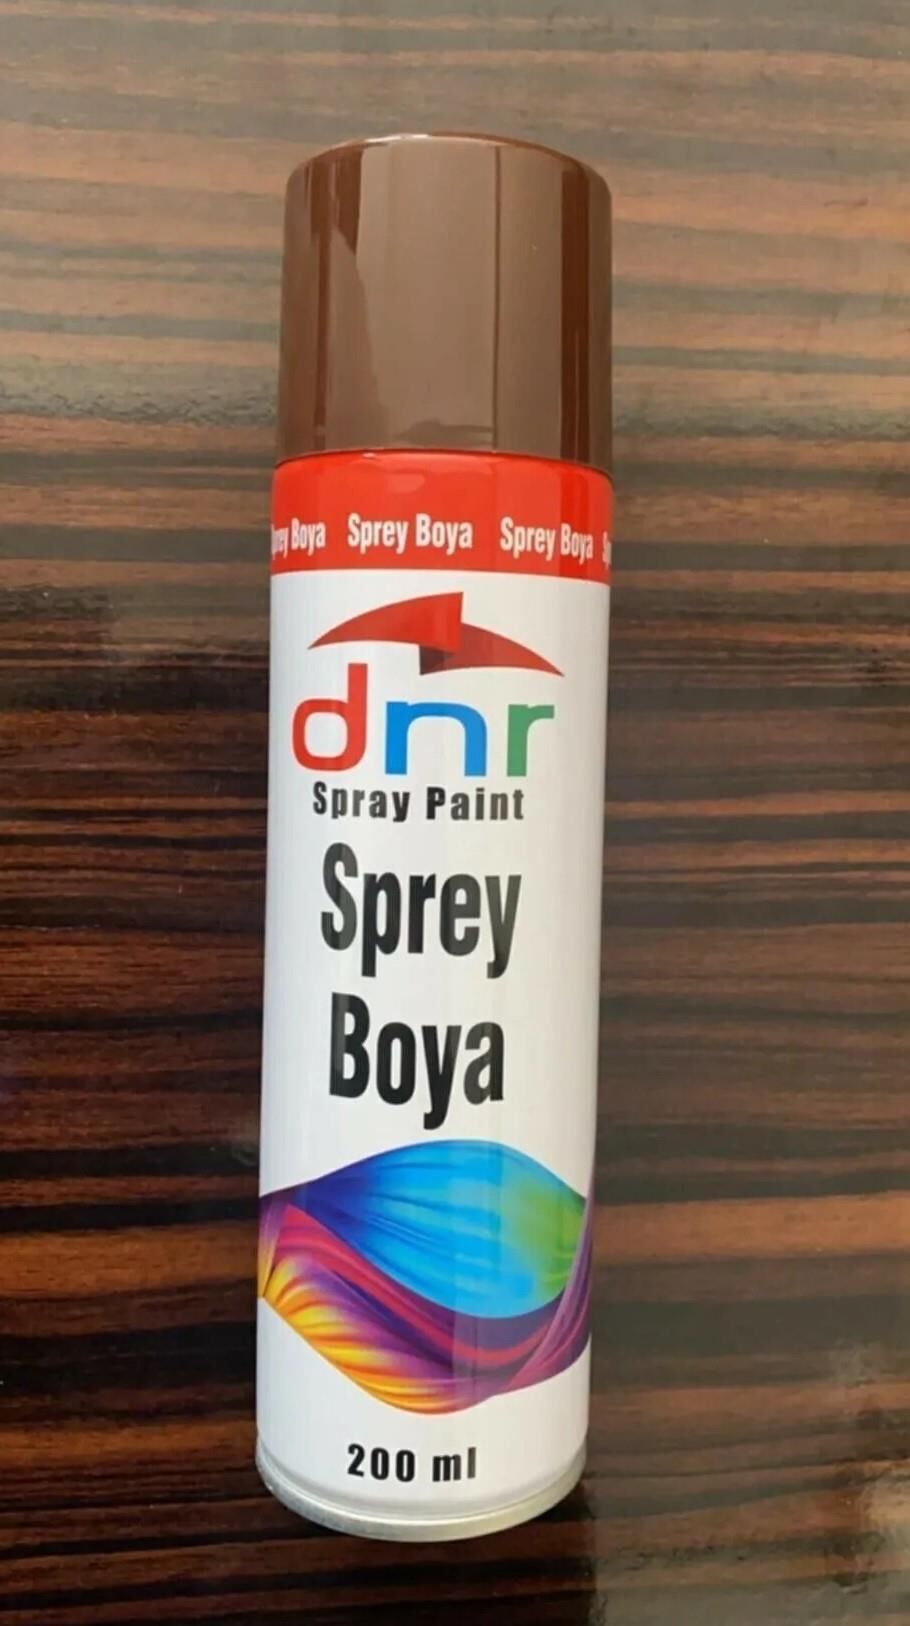 Sprey Boya Sprey Boya
dnr
Spray Paint
Sprey
Boya
200 ml